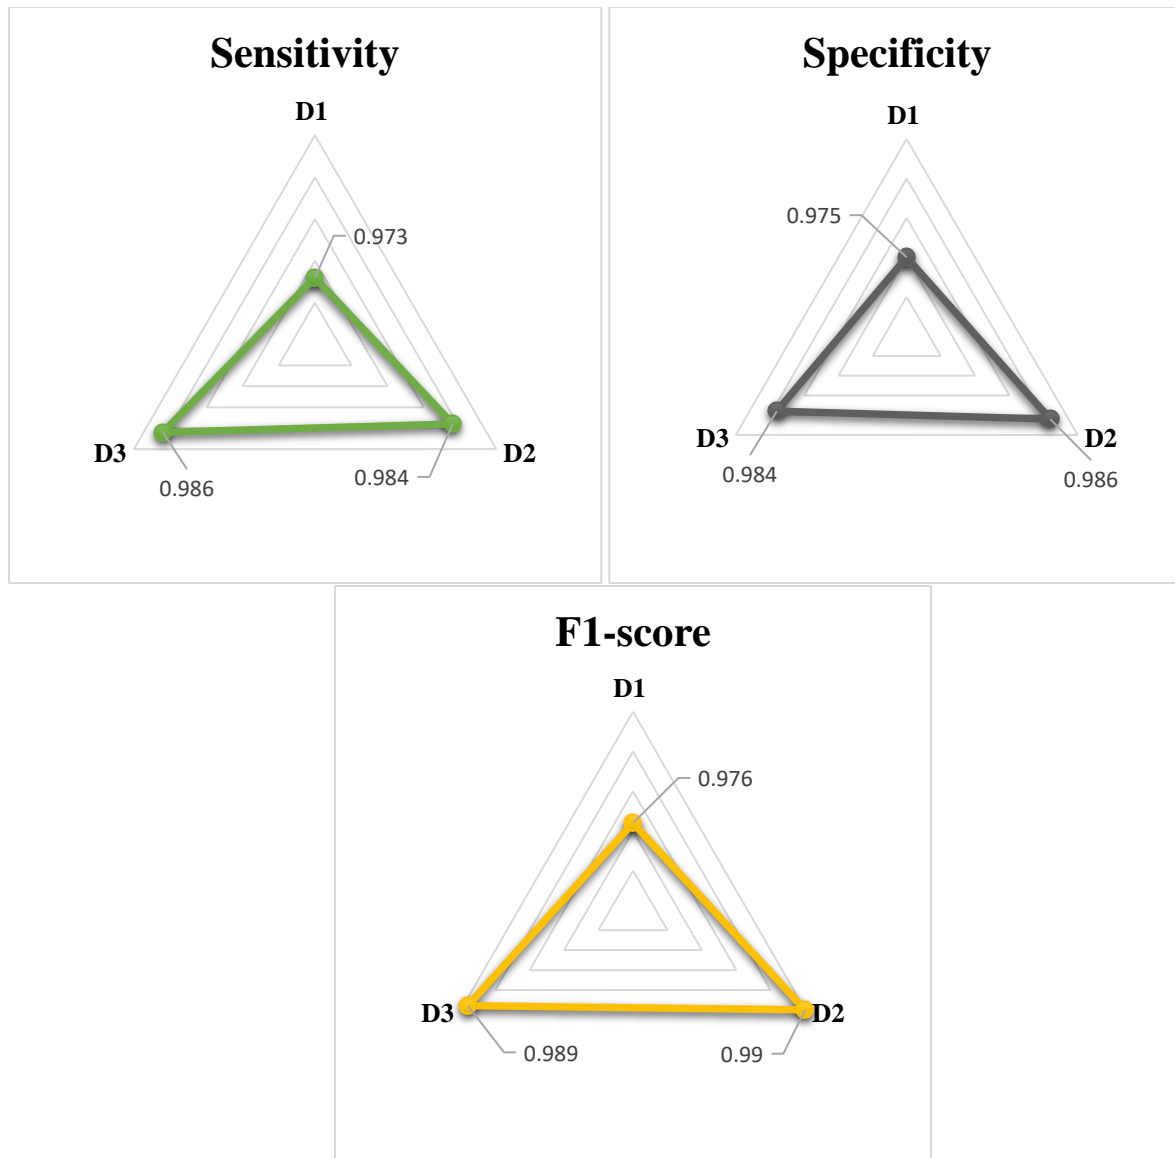 Sensitivity
D1
0.973
D3
D2
0.986
0.984
Specificity
D1
0.975
D3
D2
0.984
0.986
F1-score
D1
0.976
D3
D2
0.989
0.99